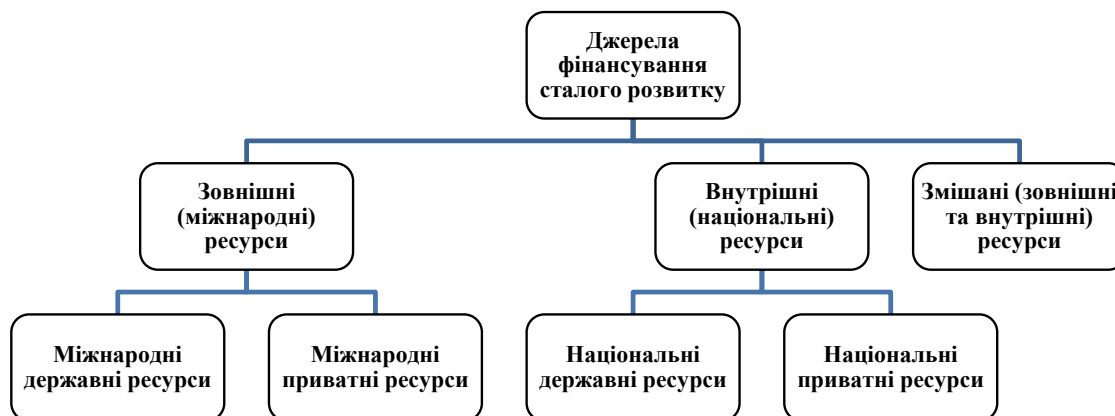 Джерела
фінансування
сталого розвитку
Зовнішні
(міжнародні)
ресурси
Внутрішні
(національні)
ресурси
Змішані (зовнішні
та внутрішні)
ресурси
Міжнародні
державні ресурси
Міжнародні
приватні ресурси
Національні
державні ресурси
Національні
приватні ресурси